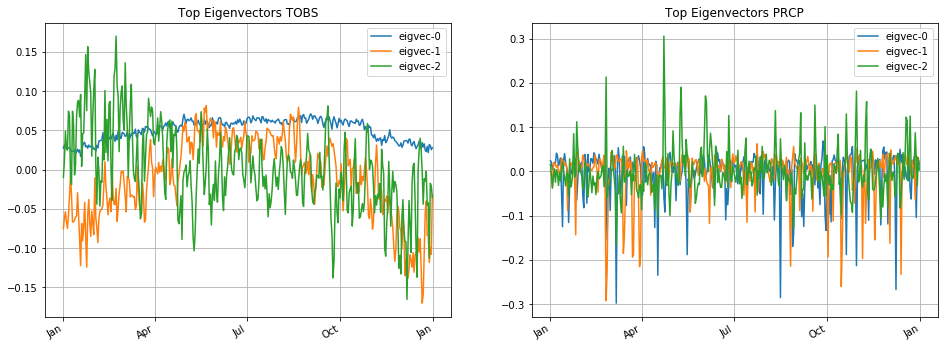 Top Eigenvectors TOBS
eigvec-0
eigvec-1
eigvec-2
0.15
0.10
0.05
0.00
−0.05
−0.10
−0.15
Jan
Apr
Jul
Oct
Jan
Top Eigenvectors PRCP
eigvec-0
eigvec-1
eigvec-2
0.3
0.2
0.1
0.0
−0.1
−0.2
−0.3
Jan
Apr
Jul
Oct
Jan